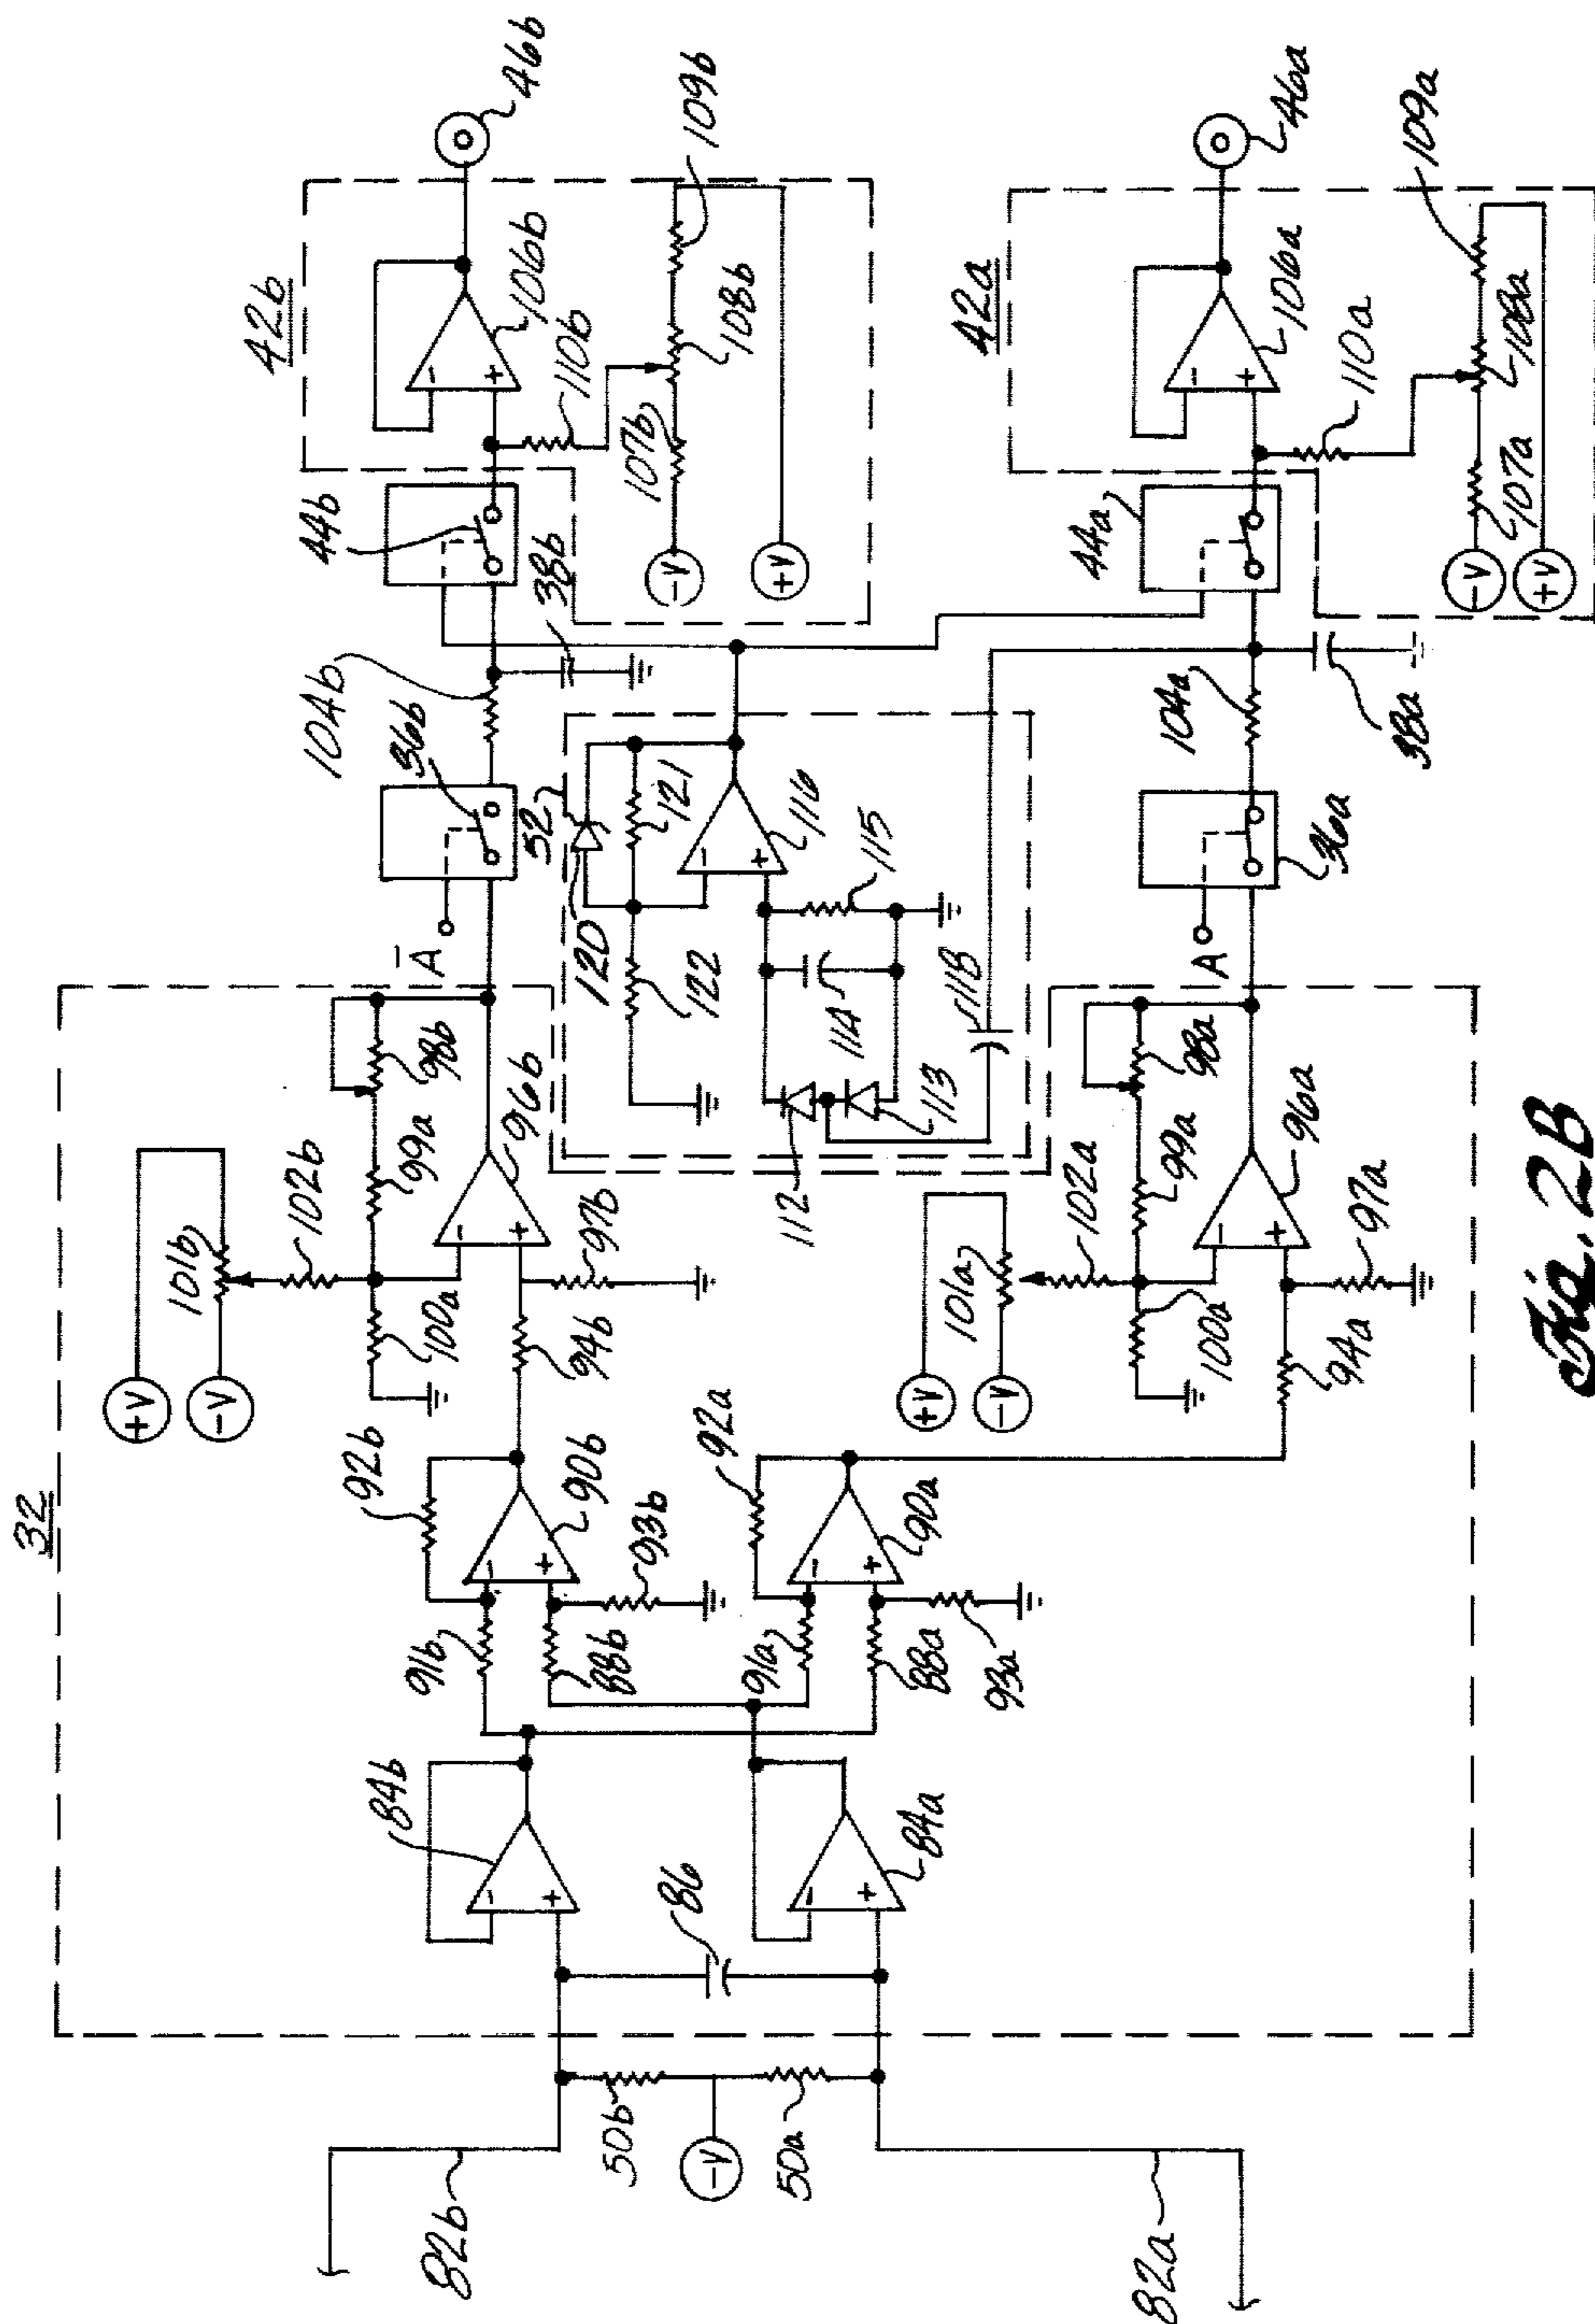 32
42b
42a
+V
-V
101b
102b
100a
99a
98b
96b
97b
94b
92b
90b
93b
91b
88b
84b
86
84a
91a
88a
93a
92a
90a
+V
-V
101a
102a
100a
99a
98a
96a
97a
94a
Ā
36b
104b
38b
44b
46b
106b
110b
107b
108b
109b
-V
+V
52
120
121
122
116
115
114
112
113
118
A
36a
104a
38a
44a
46a
106a
110a
107a
108a
109a
-V
+V
82b
50b
-V
50a
82a
- +
- +
- +
- +
- +
- +
- +
- +
- +
Fig. 2B